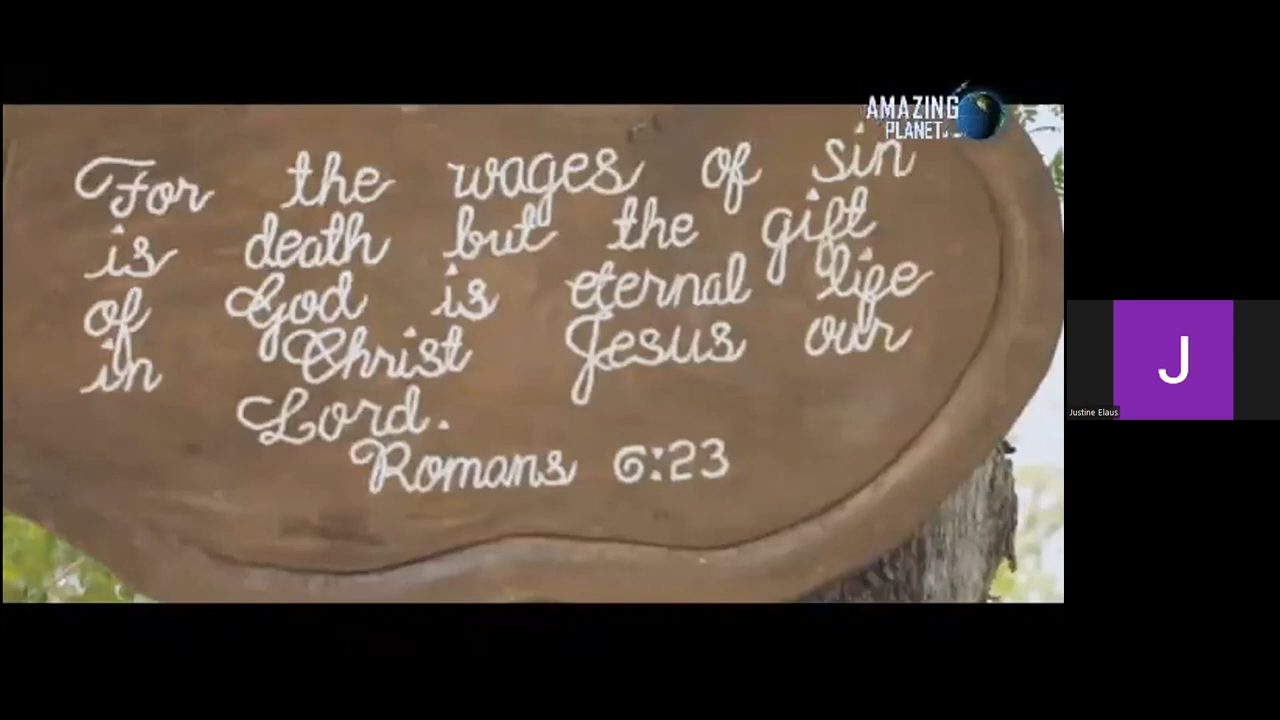 AMAZING
PLANET
For the wages of sin
is death but the gift
of God is eternal life
in Christ Jesus our
Lord.
Romans 6:23
J
Justine Elaus